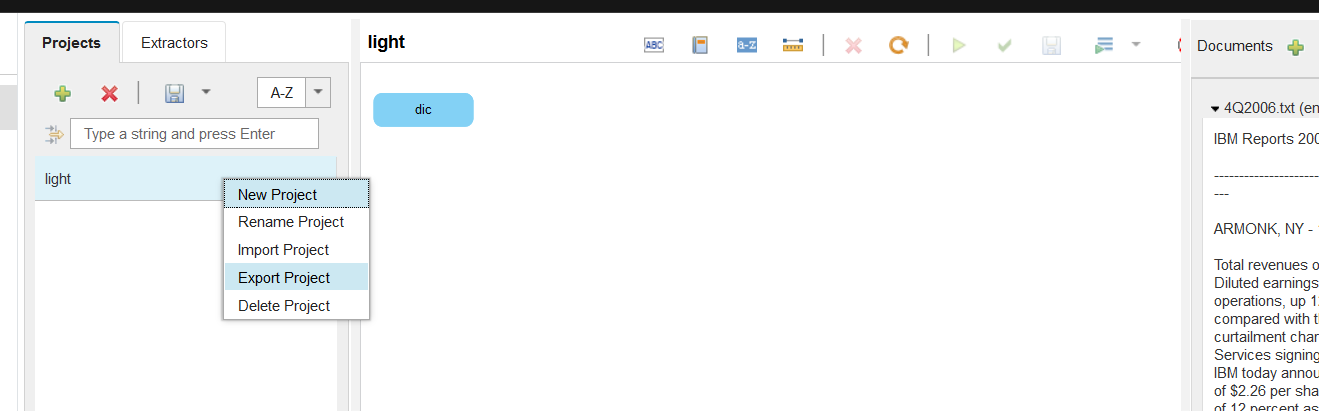 Projects
Extractors
A-Z
Type a string and press Enter
light
New Project
Rename Project
Import Project
Export Project
Delete Project
light
ABC
a-z
dic
Documents
4Q2006.txt (en
IBM Reports 200
----------------------
---
ARMONK, NY -
Total revenues o
Diluted earnings
operations, up 1
compared with t
curtailment char
Services signing
IBM today annou
of $2.26 per sha
of 12 percent as